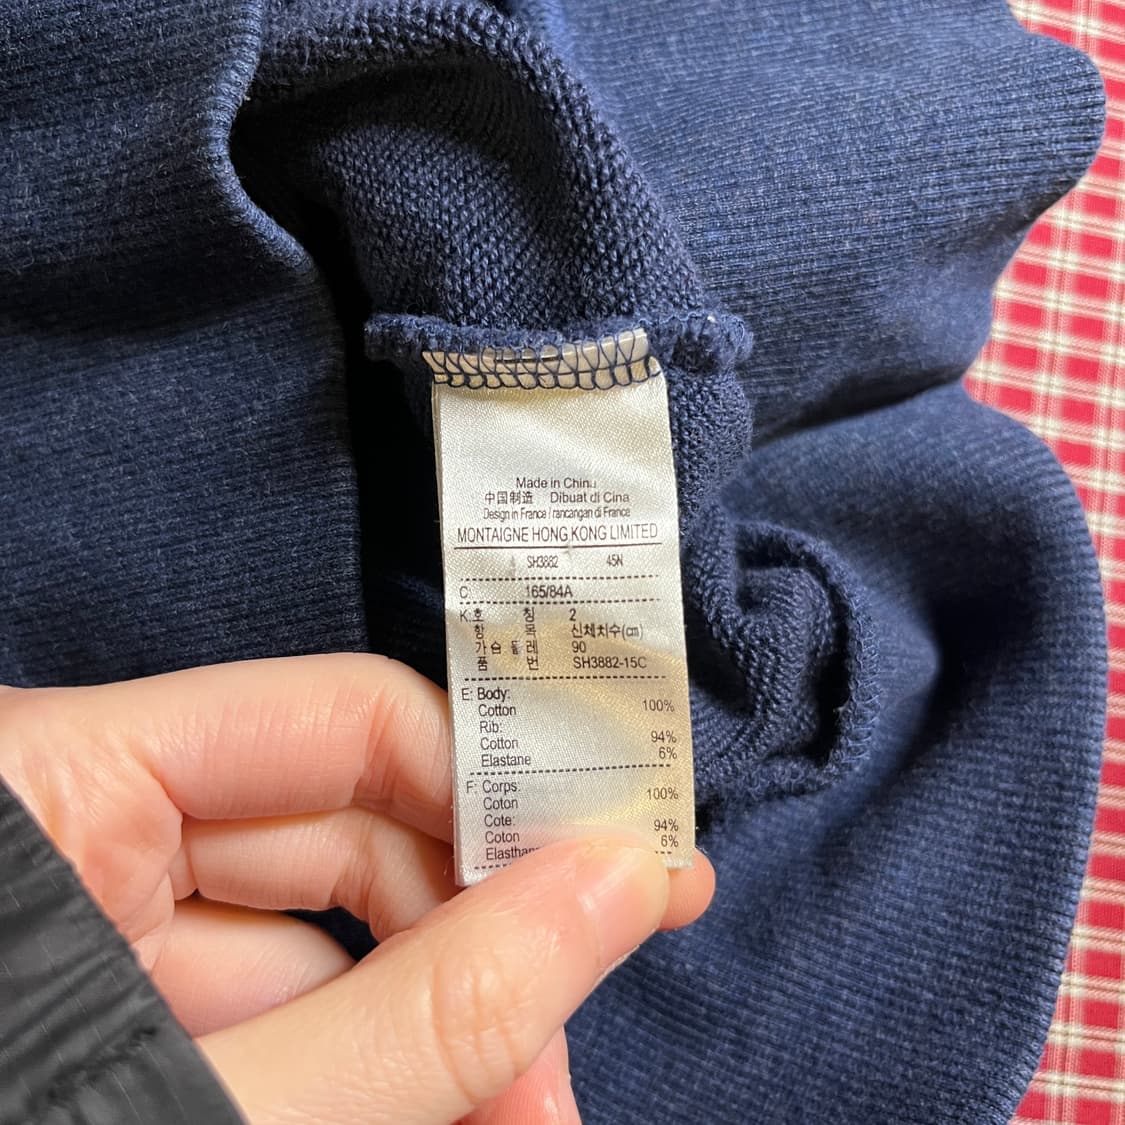 Made in China
中国制造 Dibuat di Cina
Design in France / rancangan di France
MONTAIGNE HONG KONG LIMITED
SH3882 45N
C: 165/84A
K: 호 칭 2
항 목 신체치수(㎝)
가슴 둘레 90
품 번 SH3882-15C
E: Body:
Cotton 100%
Rib:
Cotton 94%
Elastane 6%
F: Corps:
Coton 100%
Cote:
Coton 94%
Elasthan 6%